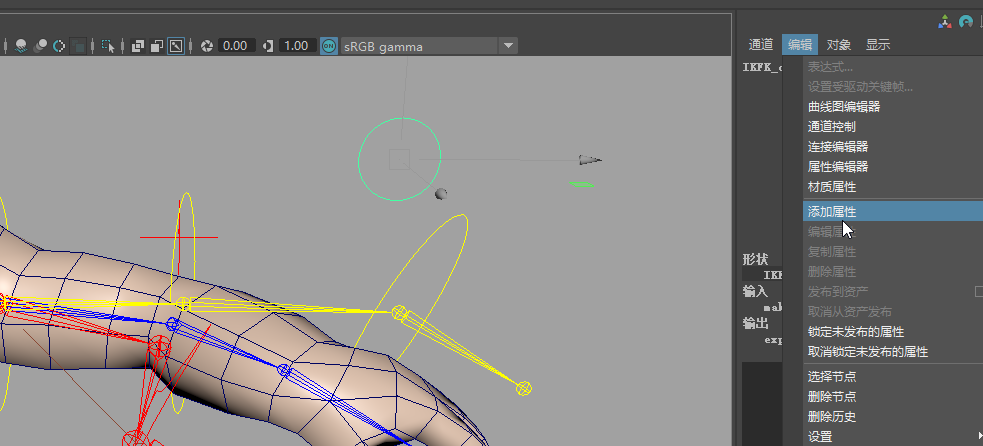 0.00 1.00 ON sRGB gamma
通道 编辑 对象 显示
IKFK_c
表达式...
设置受驱动关键帧...
曲线图编辑器
通道控制
连接编辑器
属性编辑器
材质属性
添加属性
编辑属性
复制属性
删除属性
发布到资产
取消从资产发布
锁定未发布的属性
取消锁定未发布的属性
选择节点
删除节点
删除历史
设置
形状
IKF
输入
mak
输出
exp